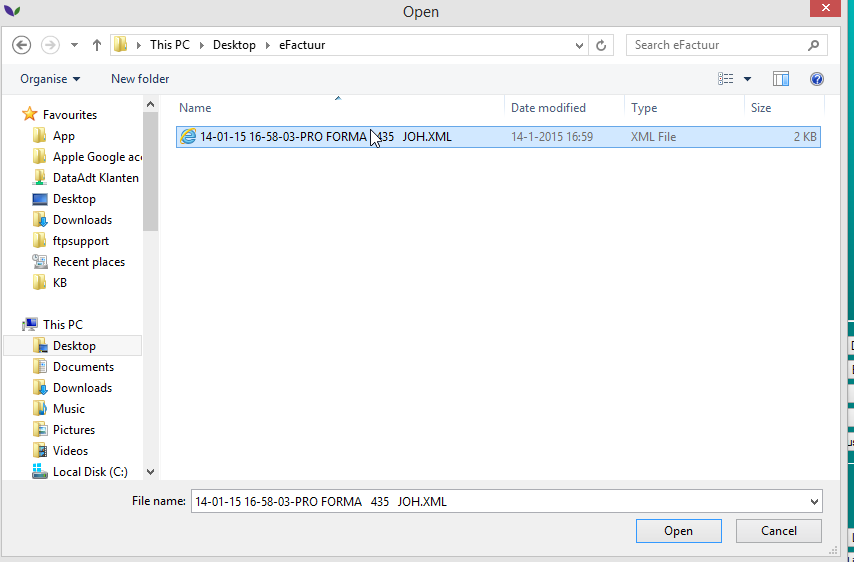 Open
This PC Desktop eFactuur Search eFactuur
Organise New folder
Name Date modified Type Size
14-01-15 16-58-03-PRO FORMA 435 JOH.XML 14-1-2015 16:59 XML File 2 KB
Favourites
App
Apple Google acc
DataAdt Klanten
Desktop
Downloads
ftpsupport
Recent places
KB
This PC
Desktop
Documents
Downloads
Music
Pictures
Videos
Local Disk (C:)
File name: 14-01-15 16-58-03-PRO FORMA 435 JOH.XML
Open Cancel